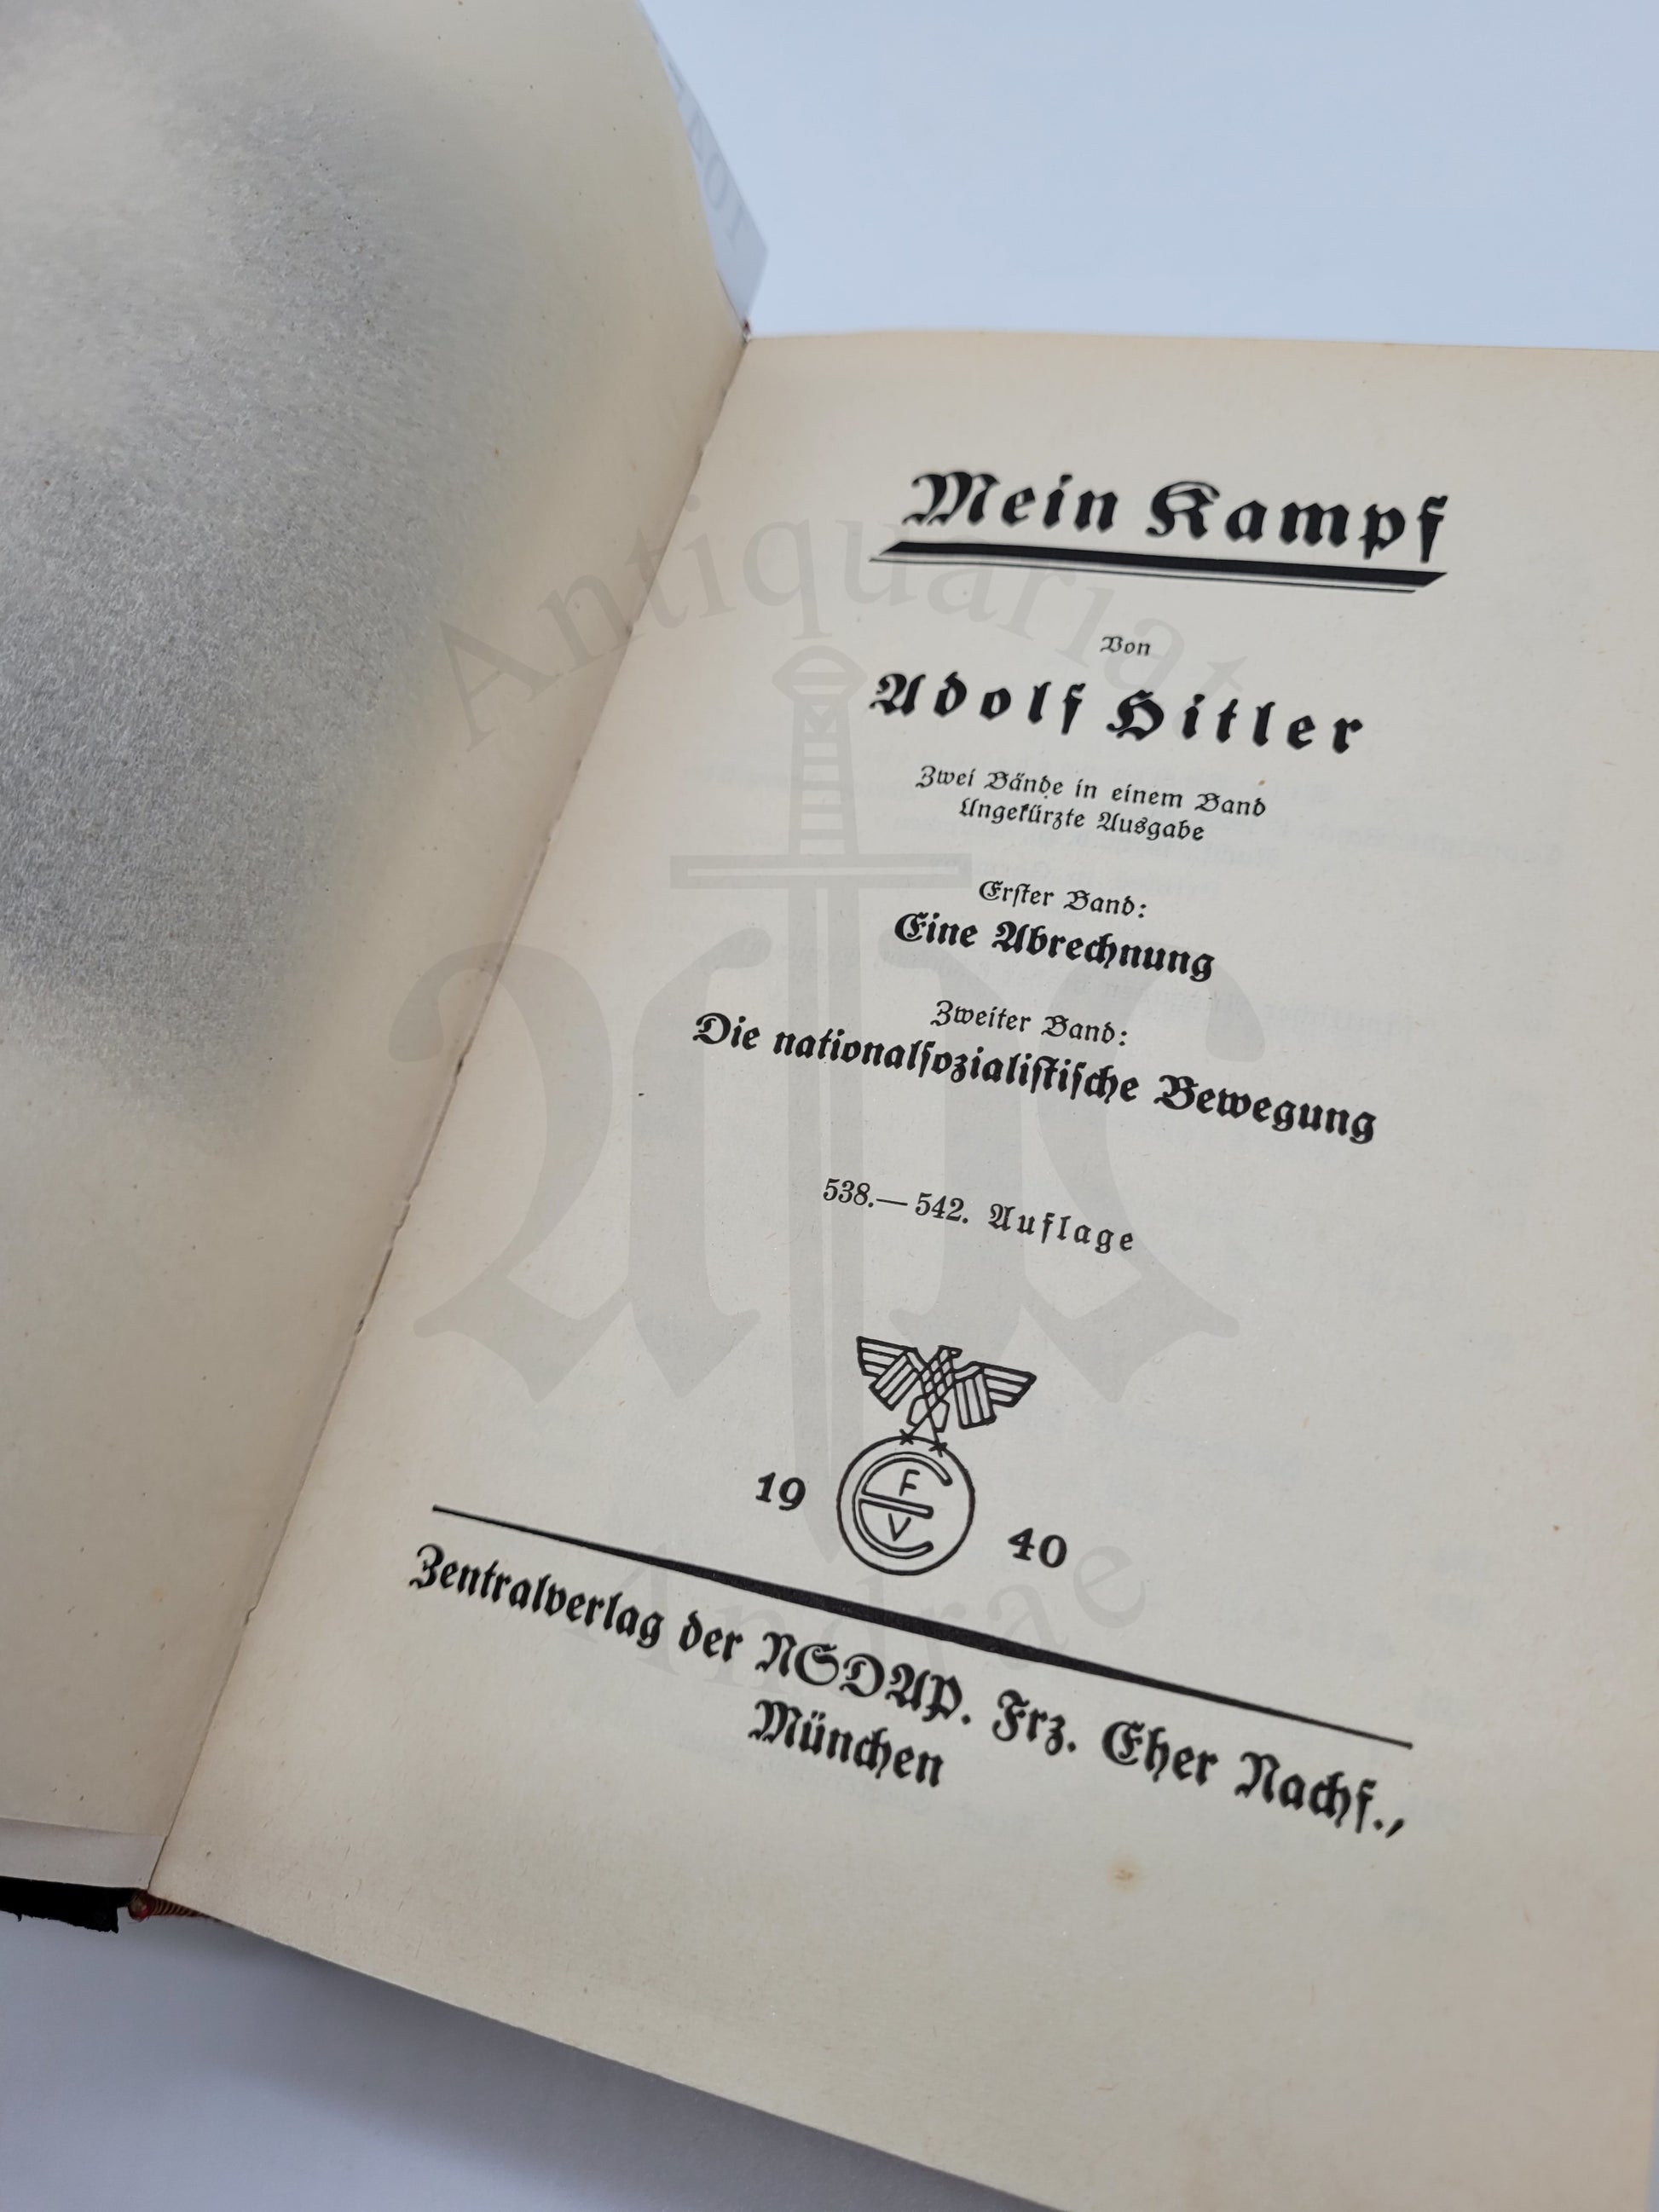 Mein Kampf
Von
Adolf Hitler
Zwei Bände in einem Band
Ungekürzte Ausgabe
Erster Band:
Eine Abrechnung
Zweiter Band:
Die nationalsozialistische Bewegung
538.—542. Auflage
F
E
V
19 40
Zentralverlag der NSDAP. Frz. Eher Nachf.,
München
Antiquariat
Andrae